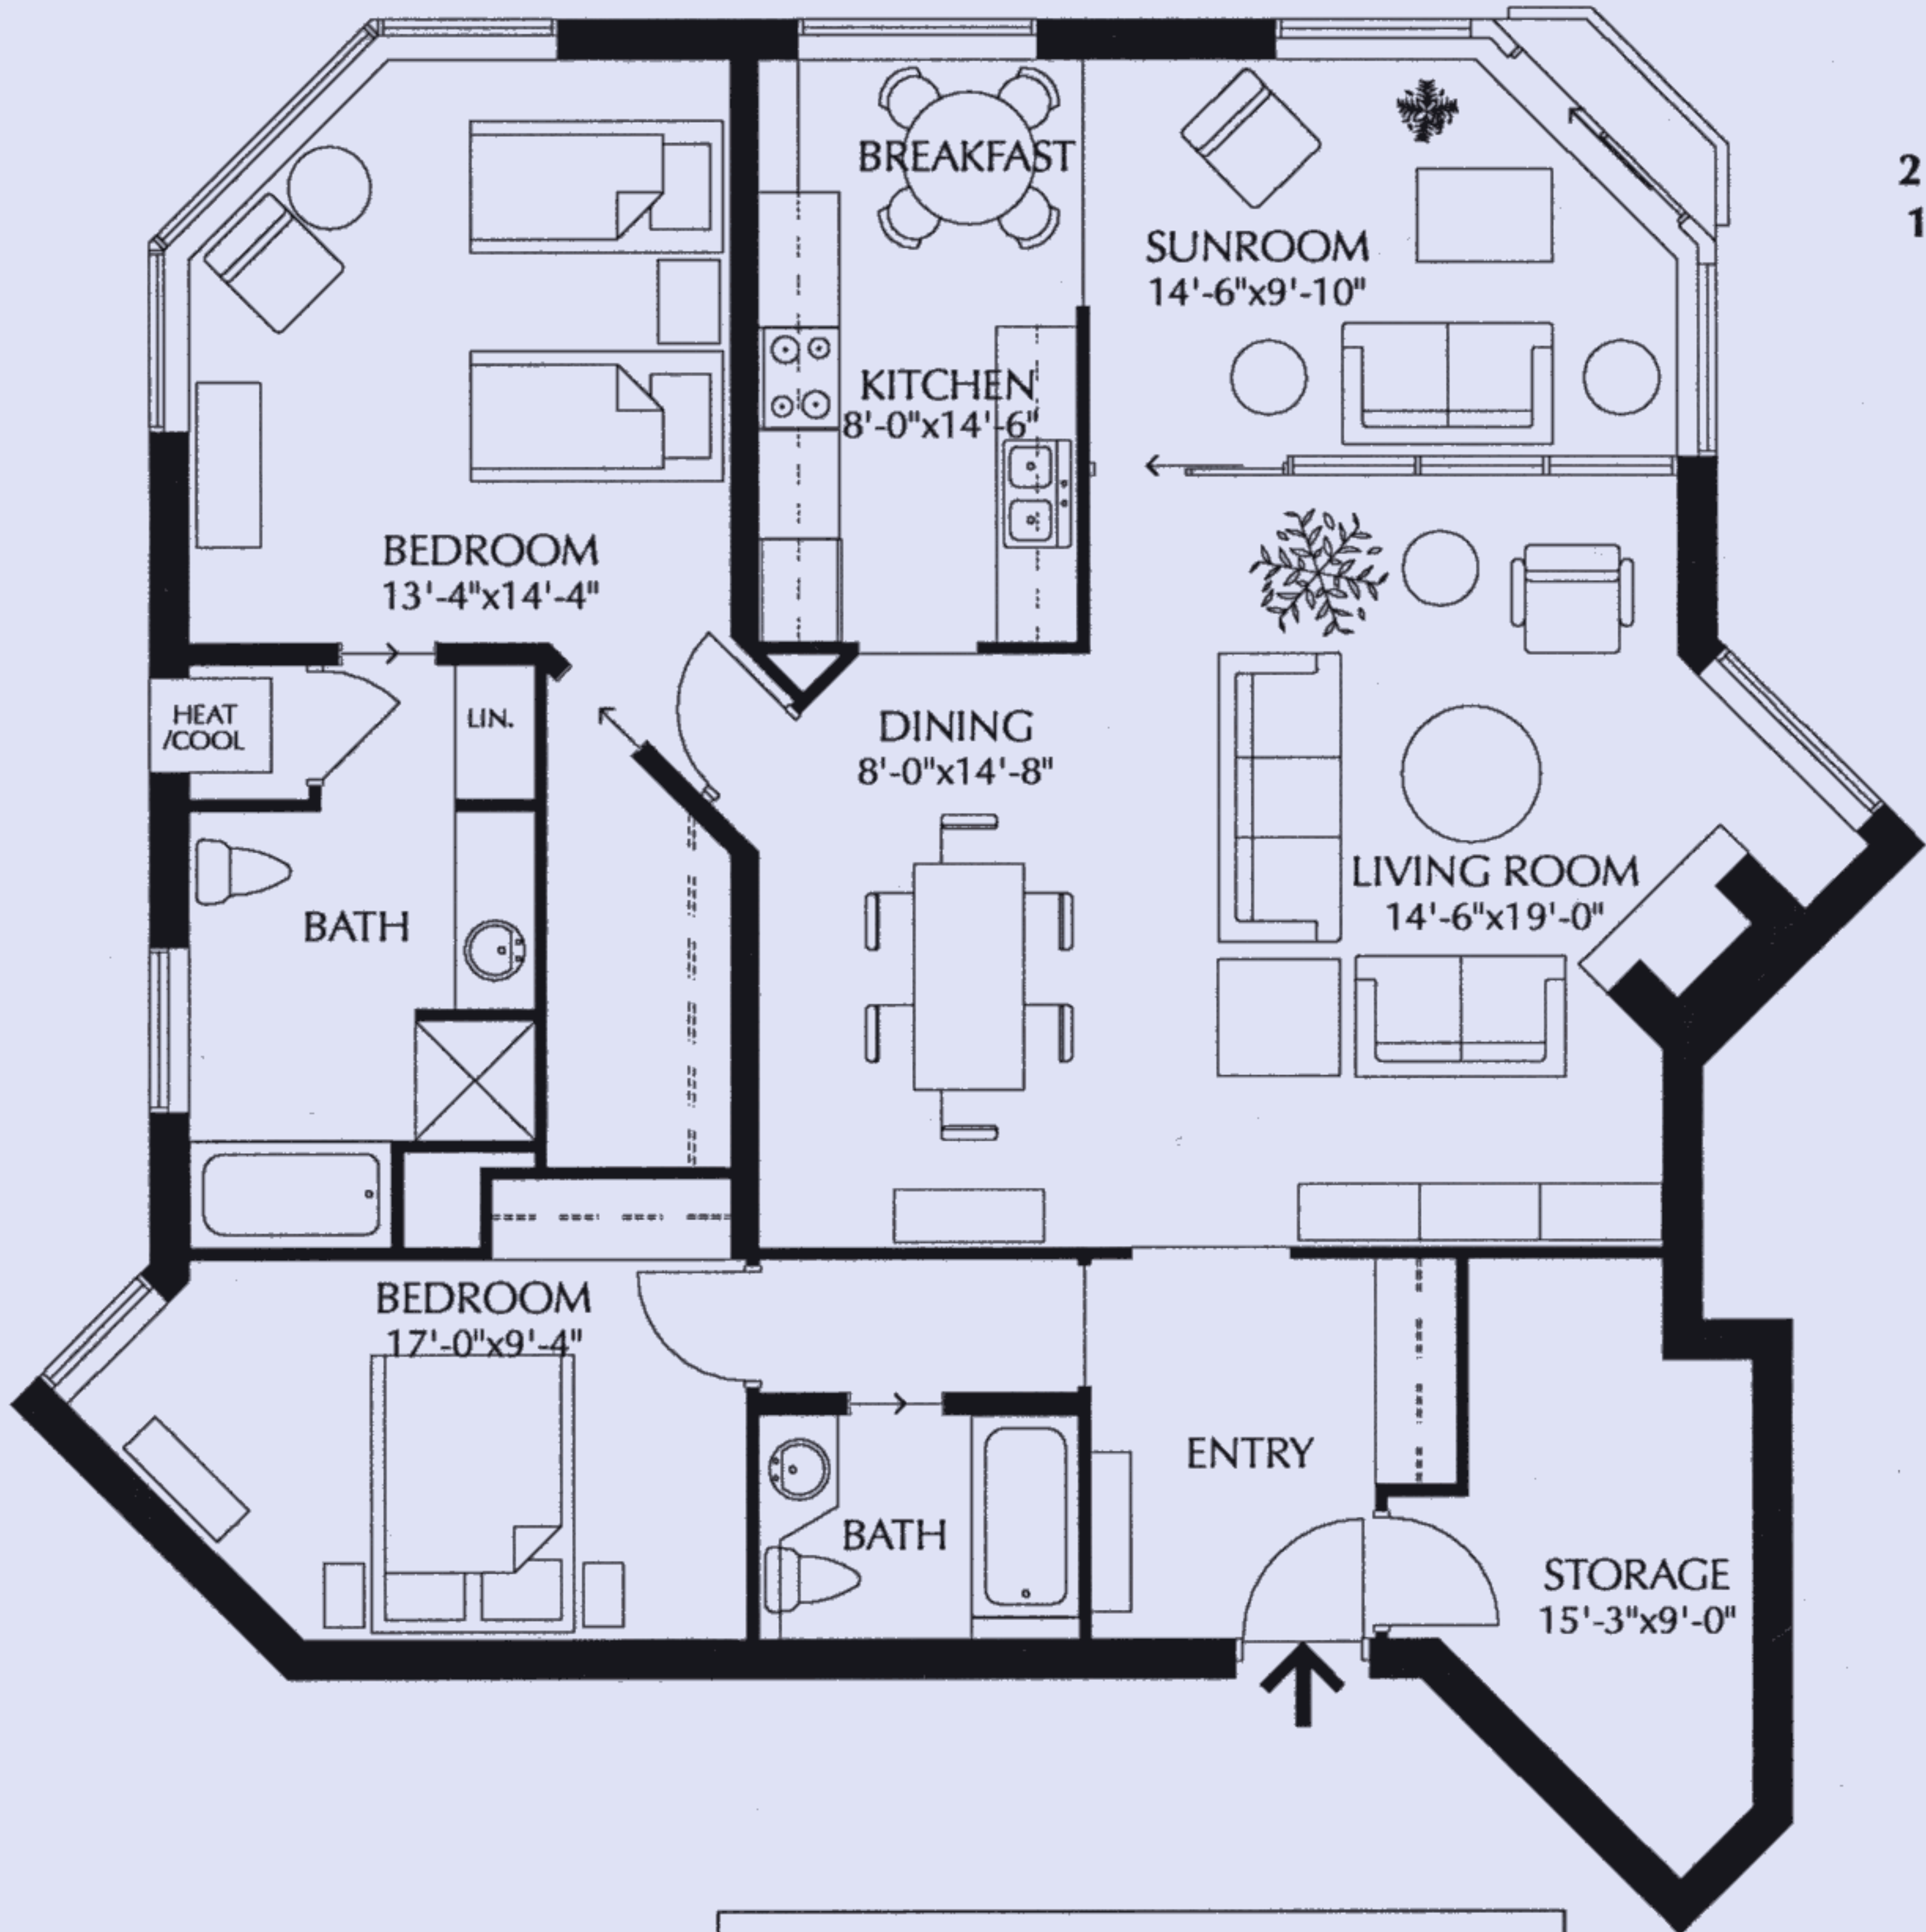 BREAKFAST
2
1
SUNROOM
14'-6"x9'-10"
KITCHEN
8'-0"x14'-6"
BEDROOM
13'-4"x14'-4"
HEAT
/COOL
LIN.
DINING
8'-0"x14'-8"
LIVING ROOM
14'-6"x19'-0"
BATH
BEDROOM
17'-0"x9'-4"
ENTRY
BATH
STORAGE
15'-3"x9'-0"